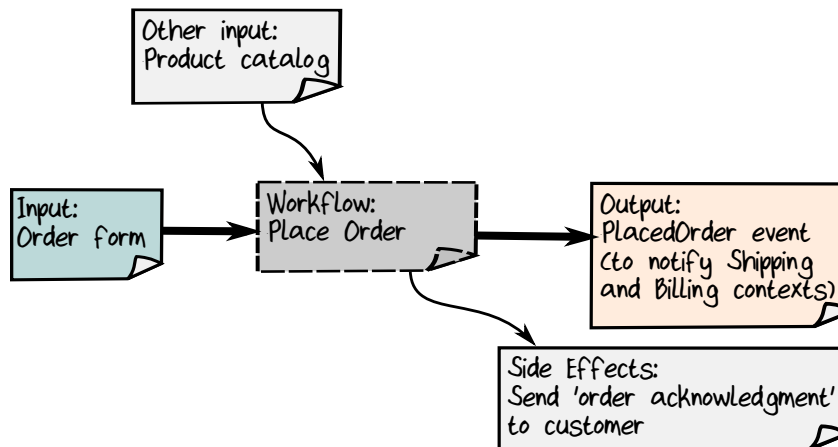 Other input:
Product catalog
Input:
Order form
Workflow:
Place Order
Output:
PlacedOrder event
(to notify Shipping
and Billing contexts)
Side Effects:
Send 'order acknowledgment'
to customer